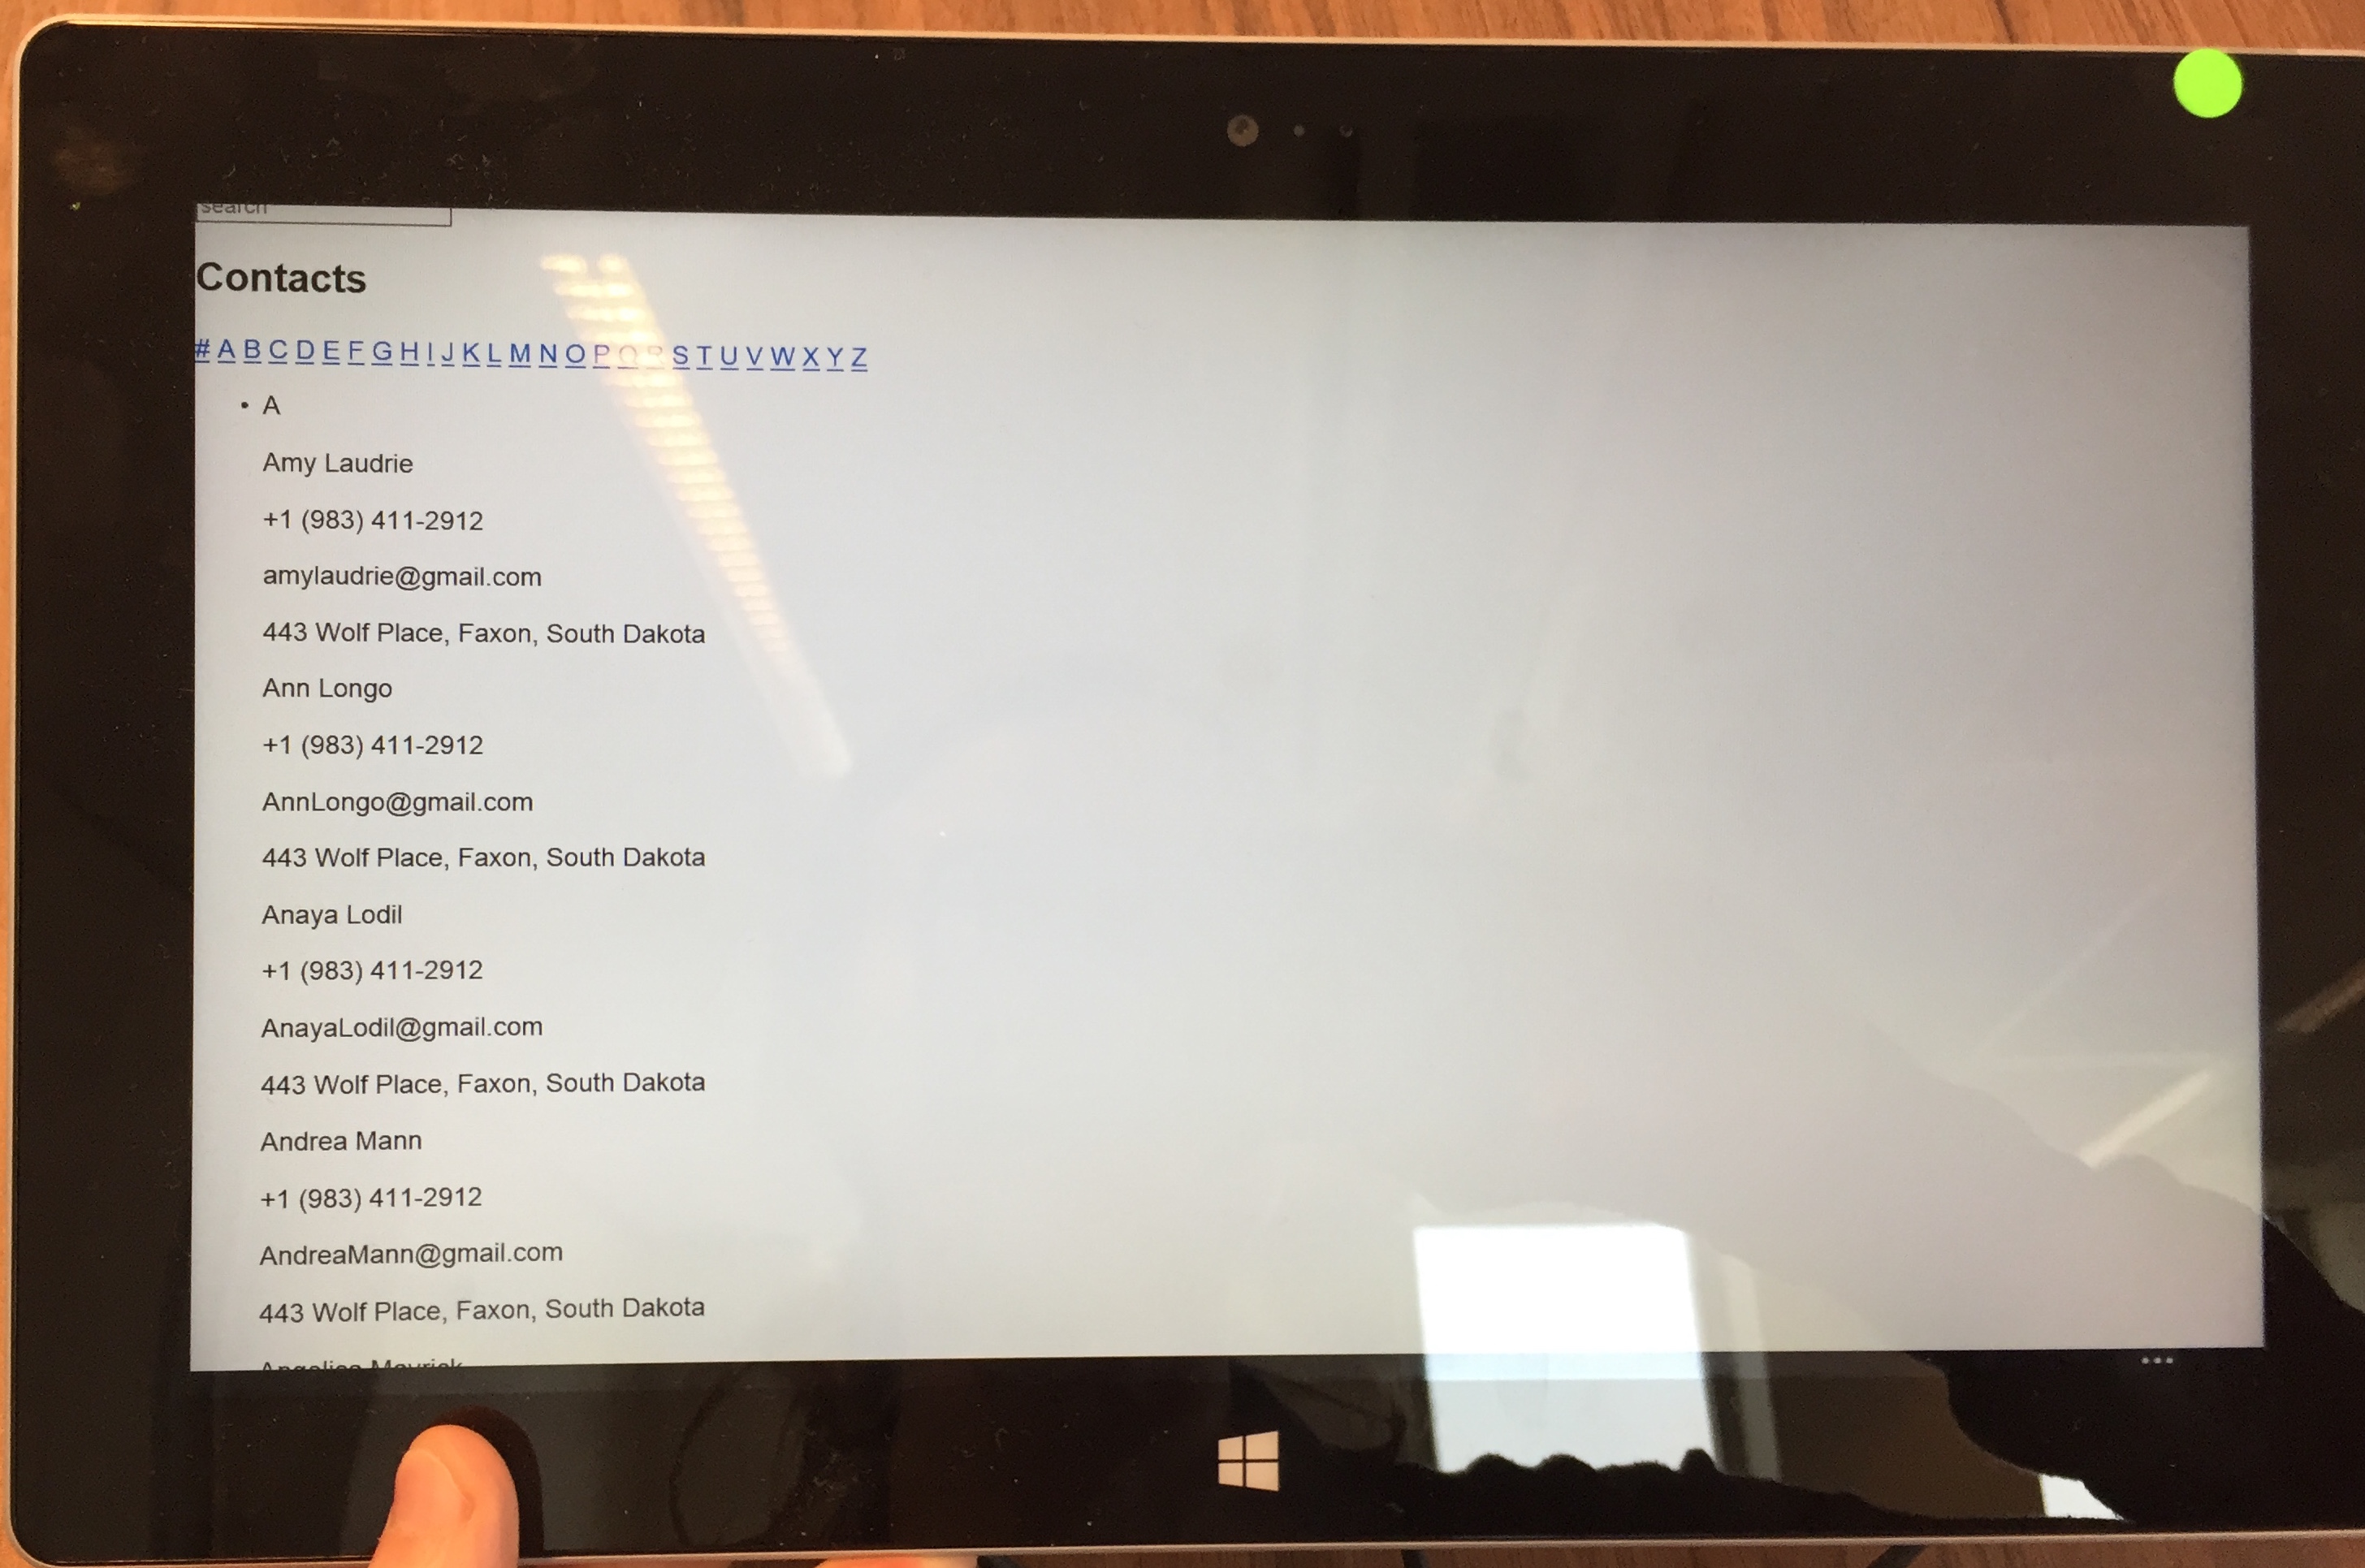 search
Contacts
# A B C D E F G H I J K L M N O P Q R S T U V W X Y Z
• A
Amy Laudrie
+1 (983) 411-2912
amylaudrie@gmail.com
443 Wolf Place, Faxon, South Dakota
Ann Longo
+1 (983) 411-2912
AnnLongo@gmail.com
443 Wolf Place, Faxon, South Dakota
Anaya Lodil
+1 (983) 411-2912
AnayaLodil@gmail.com
443 Wolf Place, Faxon, South Dakota
Andrea Mann
+1 (983) 411-2912
AndreaMann@gmail.com
443 Wolf Place, Faxon, South Dakota